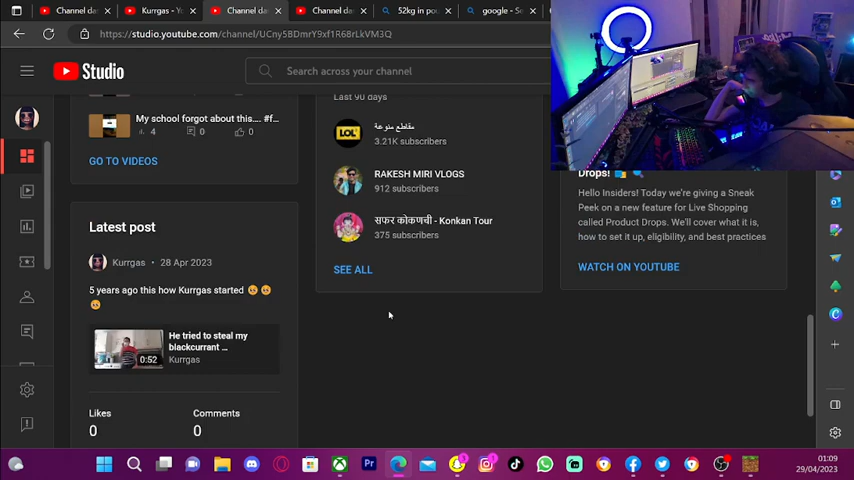 Channel da
Kurrgas - Yo
Channel da
Channel da
52kg in pou
google - Se
https://studio.youtube.com/channel/UCny5BDmrY9xf1R68rLkVM3Q
Studio
Search across your channel
My school forgot about this.... #f...
4
0
0
GO TO VIDEOS
Latest post
Kurrgas • 28 Apr 2023
5 years ago this how Kurrgas started
He tried to steal my
blackcurrant ...
Kurrgas
0:52
Likes
Comments
0
0
Last 90 days
مقاطع منوعة
3.21K subscribers
RAKESH MIRI VLOGS
912 subscribers
सफर कोकणची - Konkan Tour
375 subscribers
SEE ALL
Drops!
Hello Insiders! Today we're giving a Sneak
Peek on a new feature for Live Shopping
called Product Drops. We'll cover what it is,
how to set it up, eligibility, and best practices
WATCH ON YOUTUBE
LOL
Pr
01:09
29/04/2023